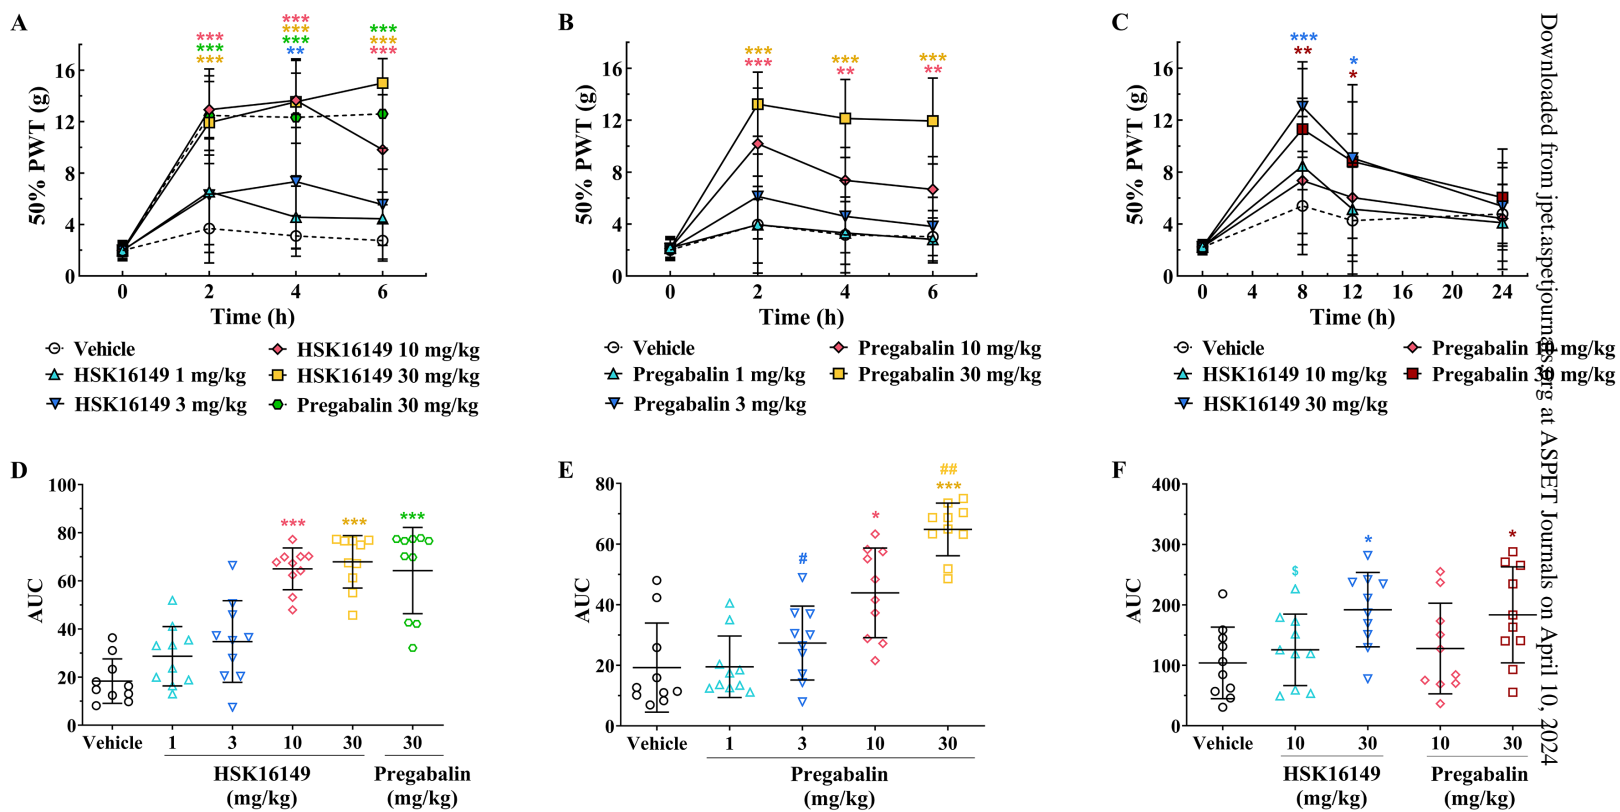 A
*** *** ***
*** *** ***
*** *** ***
**
50% PWT (g)
16
12
8
4
0
0 2 4 6
Time (h)
Vehicle
HSK16149 1 mg/kg
HSK16149 3 mg/kg
HSK16149 10 mg/kg
HSK16149 30 mg/kg
Pregabalin 30 mg/kg
B
*** *** ***
*** ** **
50% PWT (g)
16
12
8
4
0
0 2 4 6
Time (h)
Vehicle
Pregabalin 1 mg/kg
Pregabalin 3 mg/kg
Pregabalin 10 mg/kg
Pregabalin 30 mg/kg
C
*** *
** *
50% PWT (g)
16
12
8
4
0
0 4 8 12 16 20 24
Time (h)
Vehicle
HSK16149 10 mg/kg
HSK16149 30 mg/kg
Pregabalin 10 mg/kg
Pregabalin 30 mg/kg
D
*** *** ***
AUC
100
80
60
40
20
0
Vehicle 1 3 10 30 30
HSK16149
(mg/kg)
Pregabalin
(mg/kg)
E
##
# * ***
AUC
80
60
40
20
0
Vehicle 1 3 10 30
Pregabalin
(mg/kg)
F
$ * *
AUC
400
300
200
100
0
Vehicle 10 30 10 30
HSK16149
(mg/kg)
Pregabalin
(mg/kg)
Downloaded from jpet.aspetjournals.org at ASPET Journals on April 10, 2024